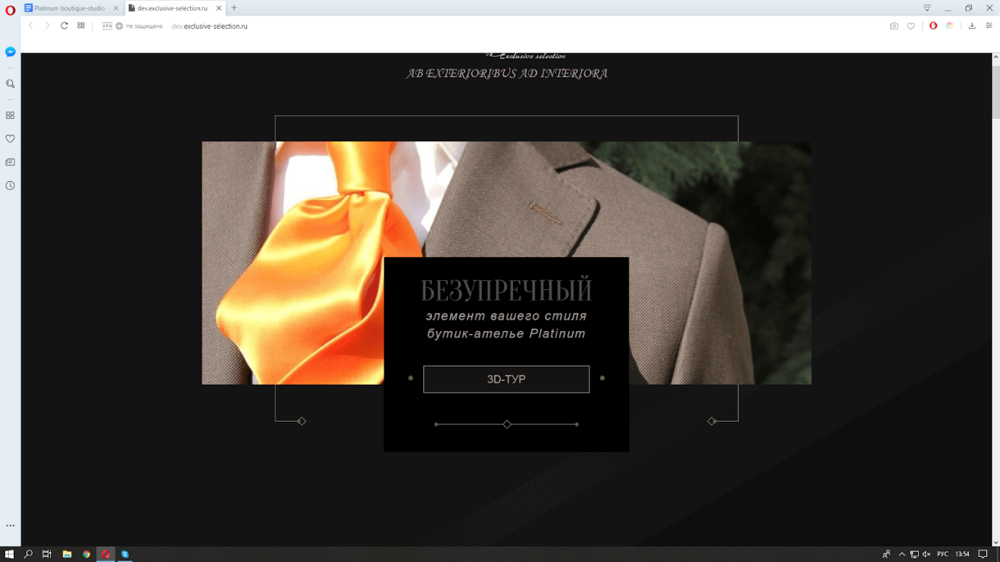 Platinum boutique-studio
dev.exclusive-selection.ru
VPN
Не защищено
dev.exclusive-selection.ru
Exclusive selection
AB EXTERIORIBUS AD INTERIORA
БЕЗУПРЕЧНЫЙ
элемент вашего стиля
бутик-ателье Platinum
3D-ТУР
РУС
13:54